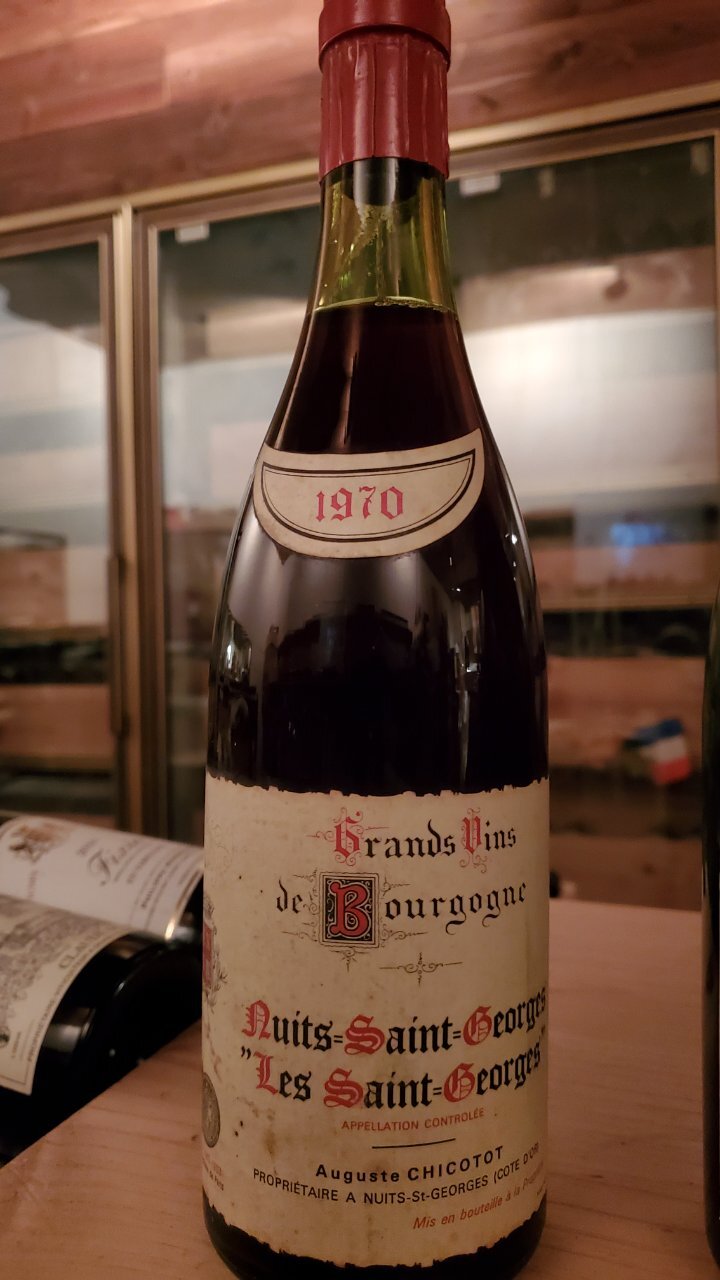 1970
Grands Vins
de Bourgogne
Nuits=Saint=Georges
"Les Saint=Georges"
APPELLATION CONTROLÉE
Auguste CHICOTOT
PROPRIÉTAIRE A NUITS-St-GEORGES (COTE D'OR
Mis en bouteille à la Propriété